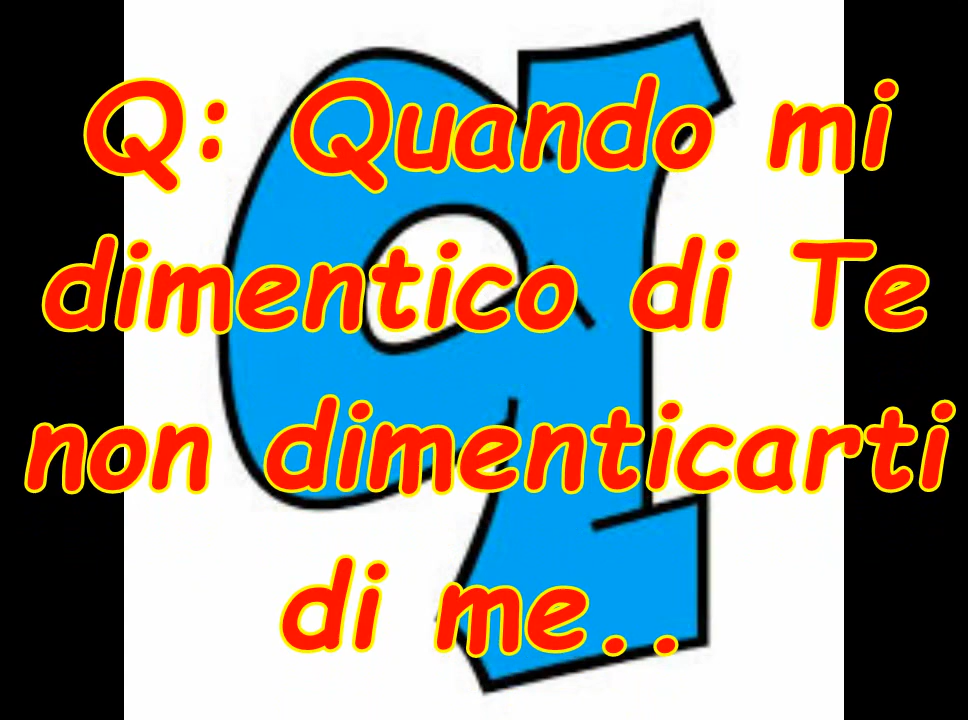 Q: Quando mi
dimentico di Te
non dimenticarti
di me..